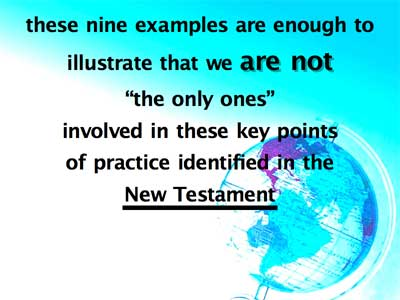 these nine examples are enough to
illustrate that we are not
“the only ones”
involved in these key points
of practice identified in the
New Testament